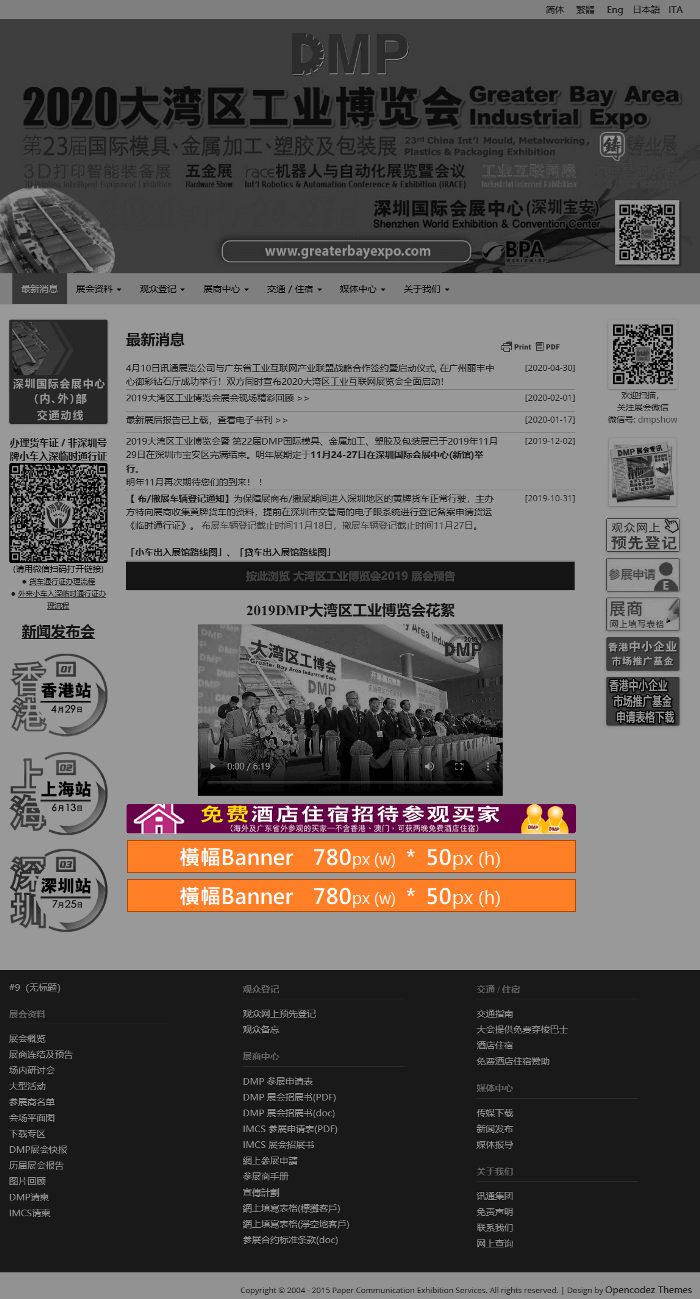 简体 繁體 Eng 日本語 ITA
DMP
2020大湾区工业博览会 Greater Bay Area Industrial Expo
第23届国际模具、金属加工、塑胶及包装展 23rd China Int'l Mould, Metalworking, Plastics & Packaging Exhibition
铸 铸业展
3D打印智能装备展 五金展 race机器人与自动化展览暨会议 工业互联网展
3D Printing Intelligent Equipment Exhibition Hardware Show Int'l Robotics & Automation Conference & Exhibition (iRACE) Industrial Internet Exhibition
深圳国际会展中心(深圳宝安)
Shenzhen World Exhibition & Convention Center
www.greaterbayexpo.com
BPA WORLDWIDE
最新消息 展会资料 观众登记 展商中心 交通 / 住宿 媒体中心 关于我们
深圳国际会展中心
(内、外)部
交通动线
办理货车证 / 非深圳号
牌小车入深临时通行证
(请用微信扫码打开链接)
● 货车通行证办理流程
● 外来小车入深临时通行证办
理流程
新闻发布会
香港
01
香港站
4月29日
上海
02
上海站
6月13日
深圳
03
深圳站
7月25日
最新消息
Print PDF
4月10日讯通展览公司与广东省工业互联网产业联盟战略合作签约暨启动仪式, 在广州丽丰中 [2020-04-30]
心御彩钻石厅成功举行！双方同时宣布2020大湾区工业互联网展览会全面启动！
2019大湾区工业博览会展会现场精彩回顾 >> [2020-02-01]
最新展后报告已上载，查看电子书刊 >> [2020-01-17]
2019大湾区工业博览会暨 第22届DMP国际模具、金属加工、塑胶及包装展已于2019年11月 [2019-12-02]
29日在深圳市宝安区完满结束。明年展期定于11月24-27日在深圳国际会展中心(新馆)举
行。
明年11月再次期待您们的到来！！
【 布/撤展车辆登记通知】为保障展商布/撤展期间进入深圳地区的黄牌货车正常行驶，主办 [2019-10-31]
方特向展商收集黄牌货车的资料，提前在深圳市交管局的电子眼系统进行登记备案申请货运
《临时通行证》。 布展车辆登记截止时间11月18日，撤展车辆登记截止时间11月27日。
「小车出入展馆路线图」、「货车出入展馆路线图」
按此浏览 大湾区工业博览会2019 展会预告
2019DMP大湾区工业博览会花絮
大湾区工博会
Greater Bay Area Industrial Exp
DMP
DMP
0:00 / 6:19
免费酒店住宿招待参观买家
(海外及广东省外参观的买家—不含香港、澳门，可获两晚免费酒店住宿)
DMP DMP
橫幅Banner 780px (w) * 50px (h)
橫幅Banner 780px (w) * 50px (h)
欢迎扫描，
关注展会微信
微信号: dmpshow
观众网上
预先登记
参展申请
展商
网上填写表格
香港中小企业
市场推广基金
香港中小企业
市场推广基金
申请表格下载
#9（无标题）
展会资料
展会概览
展商连结及预告
场内研讨会
大型活动
参展商名单
会场平面图
下载专区
DMP展会快报
历届展会报告
图片回顾
DMP请柬
IMCS请柬
观众登记
观众网上预先登记
观众备忘
展商中心
DMP 参展申请表
DMP 展会招展书(PDF)
DMP 展会招展书(doc)
IMCS 参展申请表(PDF)
IMCS 展会招展书
網上參展申請
参展商手册
宣傳計劃
網上填寫表格(標攤客戶)
網上填寫表格(淨空地客戶)
参展合约标准条款(doc)
交通 / 住宿
交通指南
大会提供免费穿梭巴士
酒店住宿
免费酒店住宿赞助
媒体中心
传媒下载
新闻发布
媒体报导
关于我们
讯通集团
免责声明
联系我们
网上查询
Copyright © 2004 - 2015 Paper Communication Exhibition Services. All rights reserved. | Design by Opencodez Themes